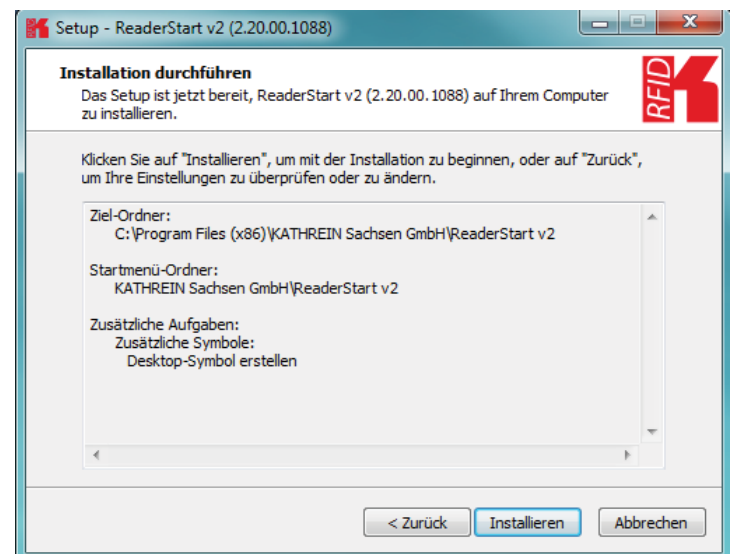 Setup - ReaderStart v2 (2.20.00.1088)
Installation durchführen
Das Setup ist jetzt bereit, ReaderStart v2 (2.20.00.1088) auf Ihrem Computer
zu installieren.
RFID
Klicken Sie auf "Installieren", um mit der Installation zu beginnen, oder auf "Zurück",
um Ihre Einstellungen zu überprüfen oder zu ändern.
Ziel-Ordner:
C:\Program Files (x86)\KATHREIN Sachsen GmbH\ReaderStart v2
Startmenü-Ordner:
KATHREIN Sachsen GmbH\ReaderStart v2
Zusätzliche Aufgaben:
Zusätzliche Symbole:
Desktop-Symbol erstellen
< Zurück Installieren Abbrechen